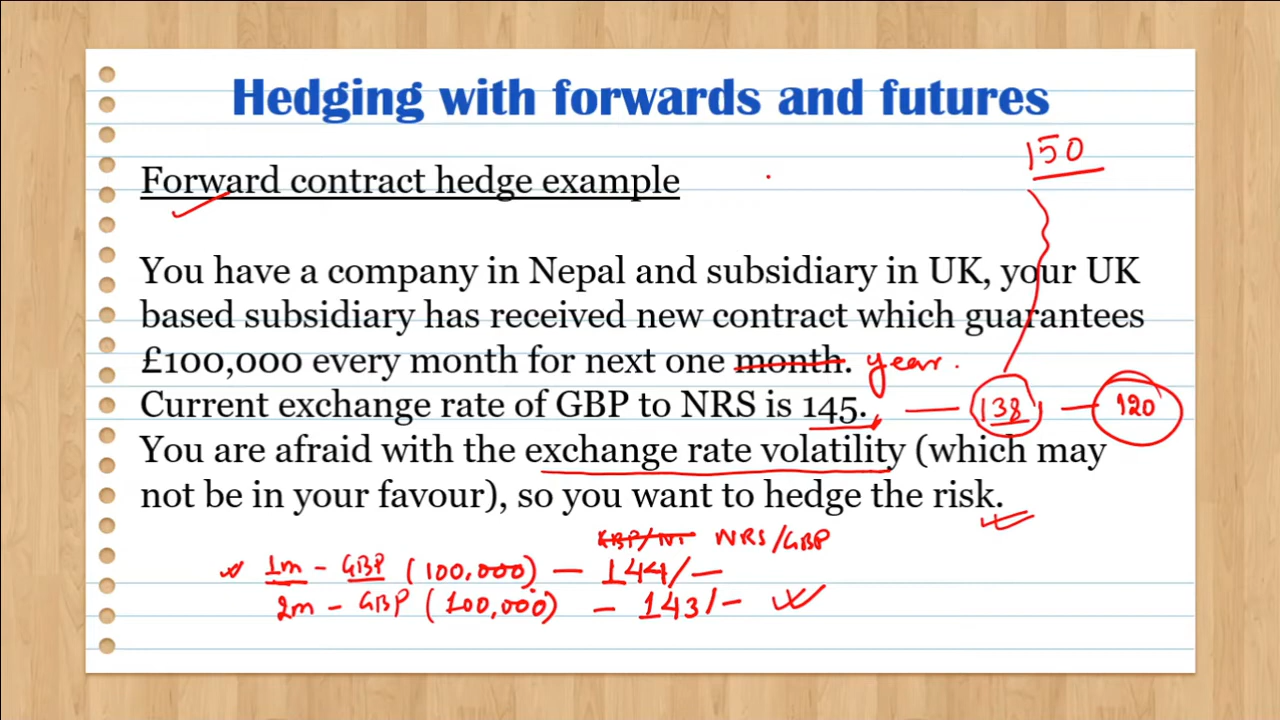 Hedging with forwards and futures
150
Forward contract hedge example
You have a company in Nepal and subsidiary in UK, your UK
based subsidiary has received new contract which guarantees
£100,000 every month for next one month. year.
Current exchange rate of GBP to NRS is 145. — 138 — 120
You are afraid with the exchange rate volatility (which may
not be in your favour), so you want to hedge the risk.
NRS/GBP
1m - GBP (100,000) — 144/-
2m - GBP (100,000) - 143/-